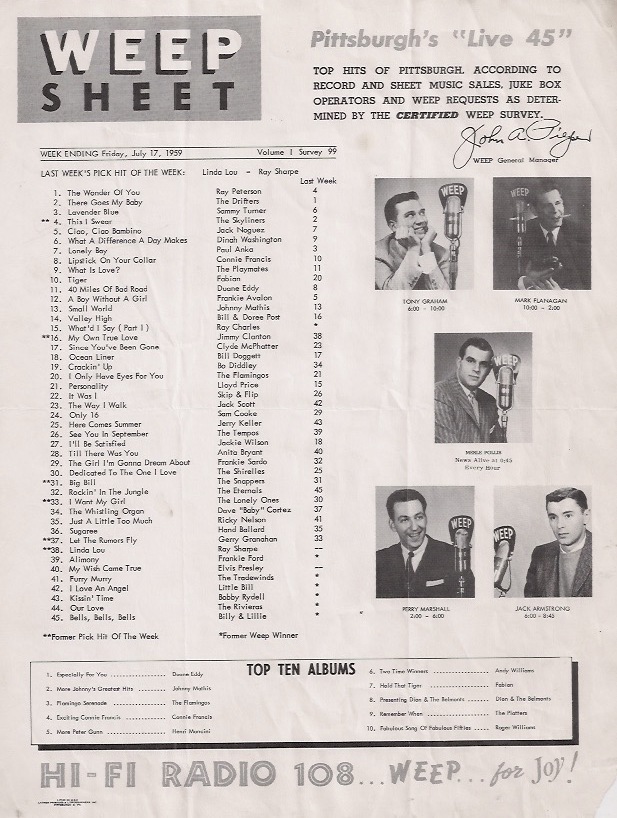 WEEP
SHEET
Pittsburgh's "Live 45"
TOP HITS OF PITTSBURGH. ACCORDING TO
RECORD AND SHEET MUSIC SALES, JUKE BOX
OPERATORS AND WEEP REQUESTS AS DETER-
MINED BY THE CERTIFIED WEEP SURVEY.
WEEP General Manager
WEEK ENDING Friday, July 17, 1959 Volume I Survey 99
LAST WEEK'S PICK HIT OF THE WEEK: Linda Lou - Ray Sharpe
Last Week
1. The Wonder Of You Ray Peterson 4
2. There Goes My Baby The Drifters 1
3. Lavender Blue Sammy Turner 6
** 4. This I Swear The Skyliners 2
5. Ciao, Ciao Bambino Jack Noguez 7
6. What A Difference A Day Makes Dinah Washington 9
7. Lonely Boy Paul Anka 3
8. Lipstick On Your Collar Connie Francis 10
9. What Is Love? The Playmates 11
10. Tiger Fabian 20
11. 40 Miles Of Bad Road Duane Eddy 8
12. A Boy Without A Girl Frankie Avalon 5
13. Small World Johnny Mathis 13
14. Valley High Bill & Doree Post 16
15. What'd I Say ( Part I ) Ray Charles *
**16. My Own True Love Jimmy Clanton 38
17. Since You've Been Gone Clyde McPhatter 23
18. Ocean Liner Bill Doggett 17
19. Crackin' Up Bo Diddley 34
20. I Only Have Eyes For You The Flamingos 21
21. Personality Lloyd Price 15
22. It Was I Skip & Flip 26
23. The Way I Walk Jack Scott 42
24. Only 16 Sam Cooke 29
25. Here Comes Summer Jerry Keller 43
26. See You In September The Tempos 39
27. I'll Be Satisfied Jackie Wilson 18
28. Till There Was You Anita Bryant 40
29. The Girl I'm Gonna Dream About Frankie Sardo 32
30. Dedicated To The One I Love The Shirelles 25
**31. Big Bill The Snappers 31
32. Rockin' In The Jungle The Eternals 45
**33. I Want My Girl The Lonely Ones 30
34. The Whistling Organ Dave "Baby" Cortez 37
35. Just A Little Too Much Ricky Nelson 41
36. Sugaree Hand Ballard 35
**37. Let The Rumors Fly Gerry Granahan 33
**38. Linda Lou Ray Sharpe --
39. Alimony Frankie Ford *
40. My Wish Came True Elvis Presley --
41. Furry Murry The Tradewinds *
42. I Love An Angel Little Bill *
43. Kissin' Time Bobby Rydell *
44. Our Love The Rivieras *
45. Bells, Bells, Bells Billy & Lillie *
**Former Pick Hit Of The Week *Former Weep Winner
WEEP
WEEP
TONY GRAHAM
6:00 - 10:00
MARK FLANAGAN
10:00 - 2:00
WEEP
MERLE POLLIS
News Alive at 0:45
Every Hour
WEEP
WEEP
PERRY MARSHALL
2:00 - 6:00
JACK ARMSTRONG
6:00 - 8:45
TOP TEN ALBUMS
1. Especially For You Duane Eddy
2. More Johnny's Greatest Hits Johnny Mathis
3. Flamingo Serenade The Flamingos
4. Exciting Connie Francis Connie Francis
5. More Peter Gunn Henri Mancini
6. Two Time Winners Andy Williams
7. Hold That Tiger Fabian
8. Presenting Dion & The Belmonts Dion & The Belmonts
9. Remember When The Platters
10. Fabulous Song Of Fabulous Fifties Roger Williams
HI-FI RADIO 108...WEEP...for Joy!